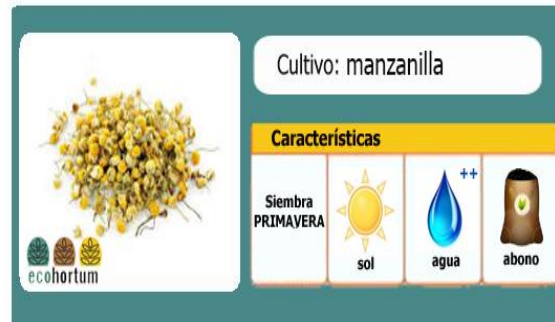 Cultivo: manzanilla
Características
Siembra
PRIMAVERA
sol
++
agua
abono
ecohortum